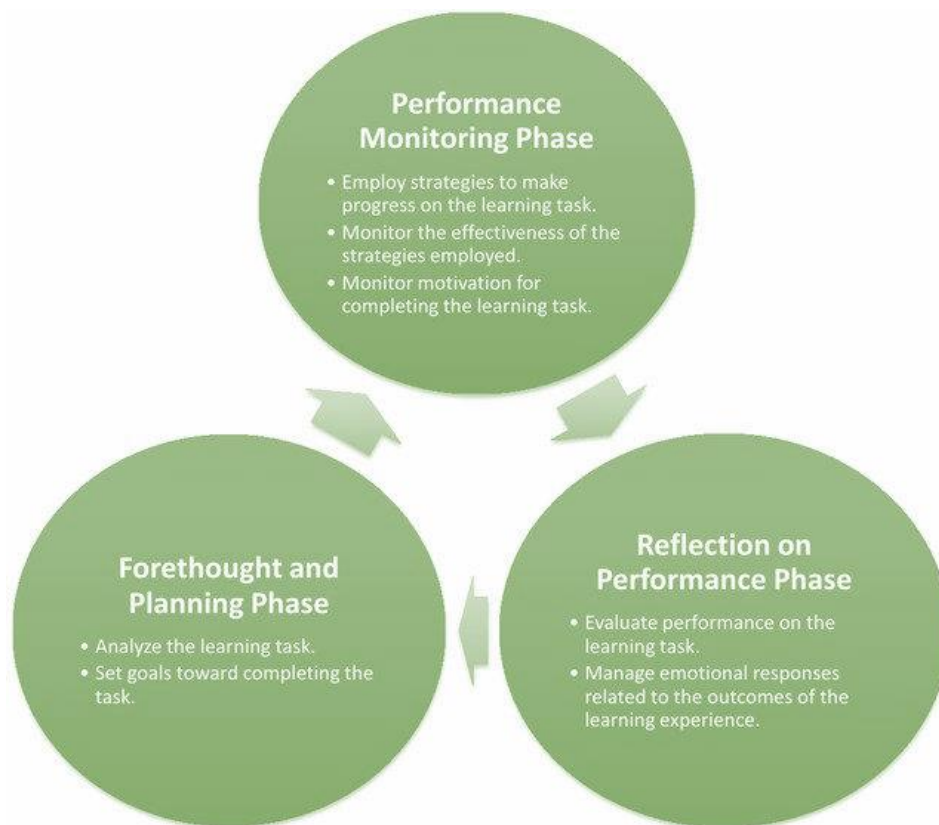 Performance
Monitoring Phase
• Employ strategies to make
progress on the learning task.
• Monitor the effectiveness of the
strategies employed.
• Monitor motivation for
completing the learning task.
Forethought and
Planning Phase
• Analyze the learning task.
• Set goals toward completing the
task.
Reflection on
Performance Phase
• Evaluate performance on the
learning task.
• Manage emotional responses
related to the outcomes of the
learning experience.